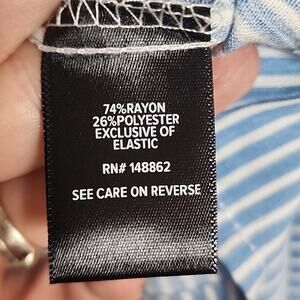 74%RAYON
26%POLYESTER
EXCLUSIVE OF
ELASTIC
RN# 148862
SEE CARE ON REVERSE